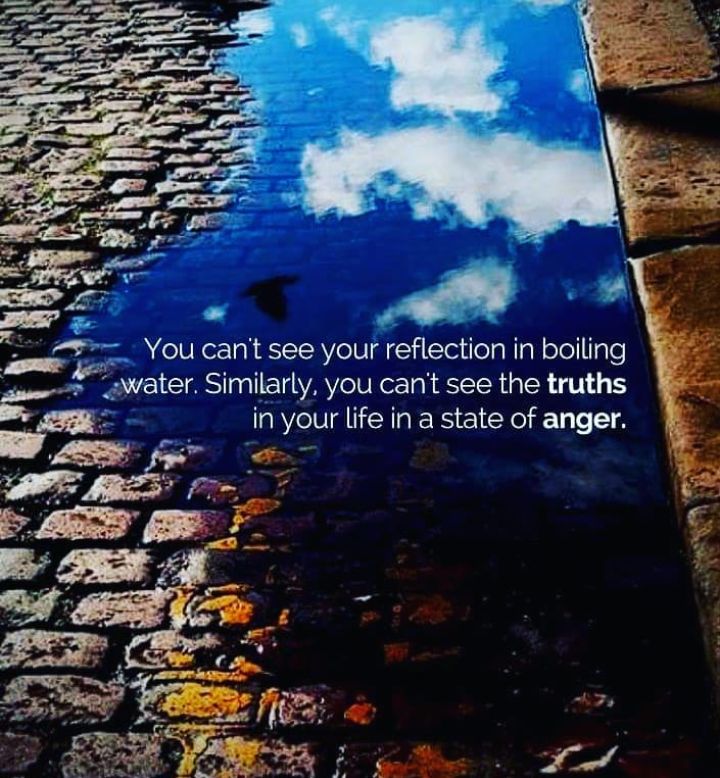 You can't see your reflection in boiling
water. Similarly, you can't see the truths
in your life in a state of anger.